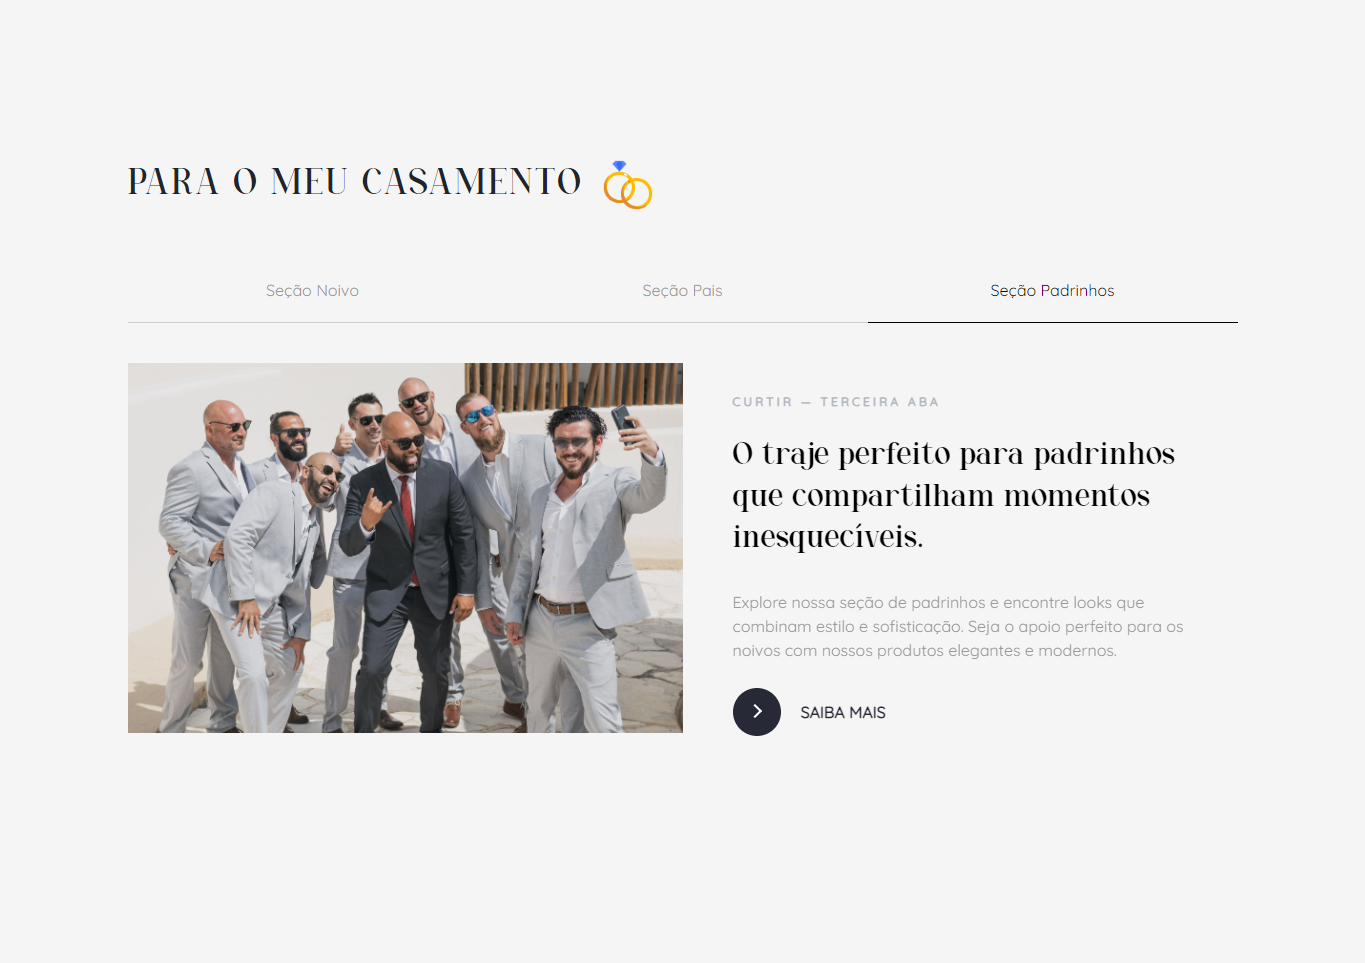 PARA O MEU CASAMENTO
Seção Noivo
Seção Pais
Seção Padrinhos
CURTIR — TERCEIRA ABA
O traje perfeito para padrinhos
que compartilham momentos
inesquecíveis.
Explore nossa seção de padrinhos e encontre looks que
combinam estilo e sofisticação. Seja o apoio perfeito para os
noivos com nossos produtos elegantes e modernos.
SAIBA MAIS